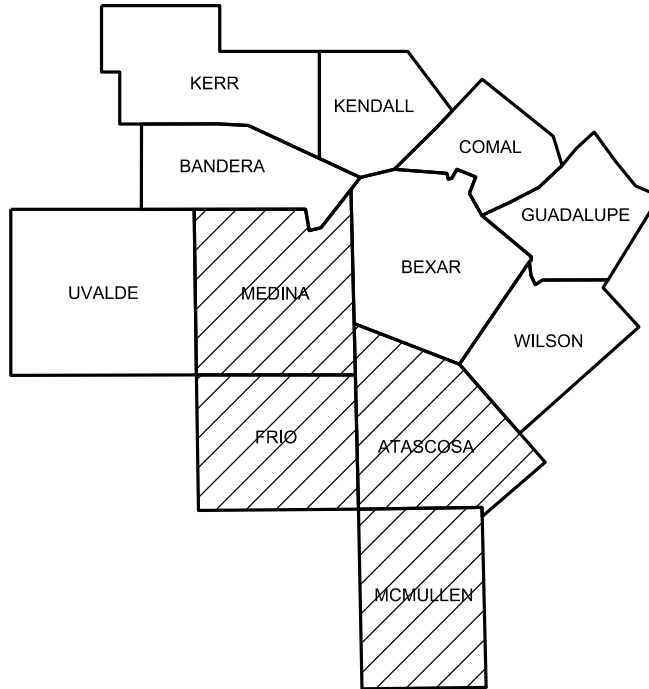 KERR
KENDALL
COMAL
BANDERA
GUADALUPE
BEXAR
UVALDE
MEDINA
WILSON
FRIO
ATASCOSA
MCMULLEN